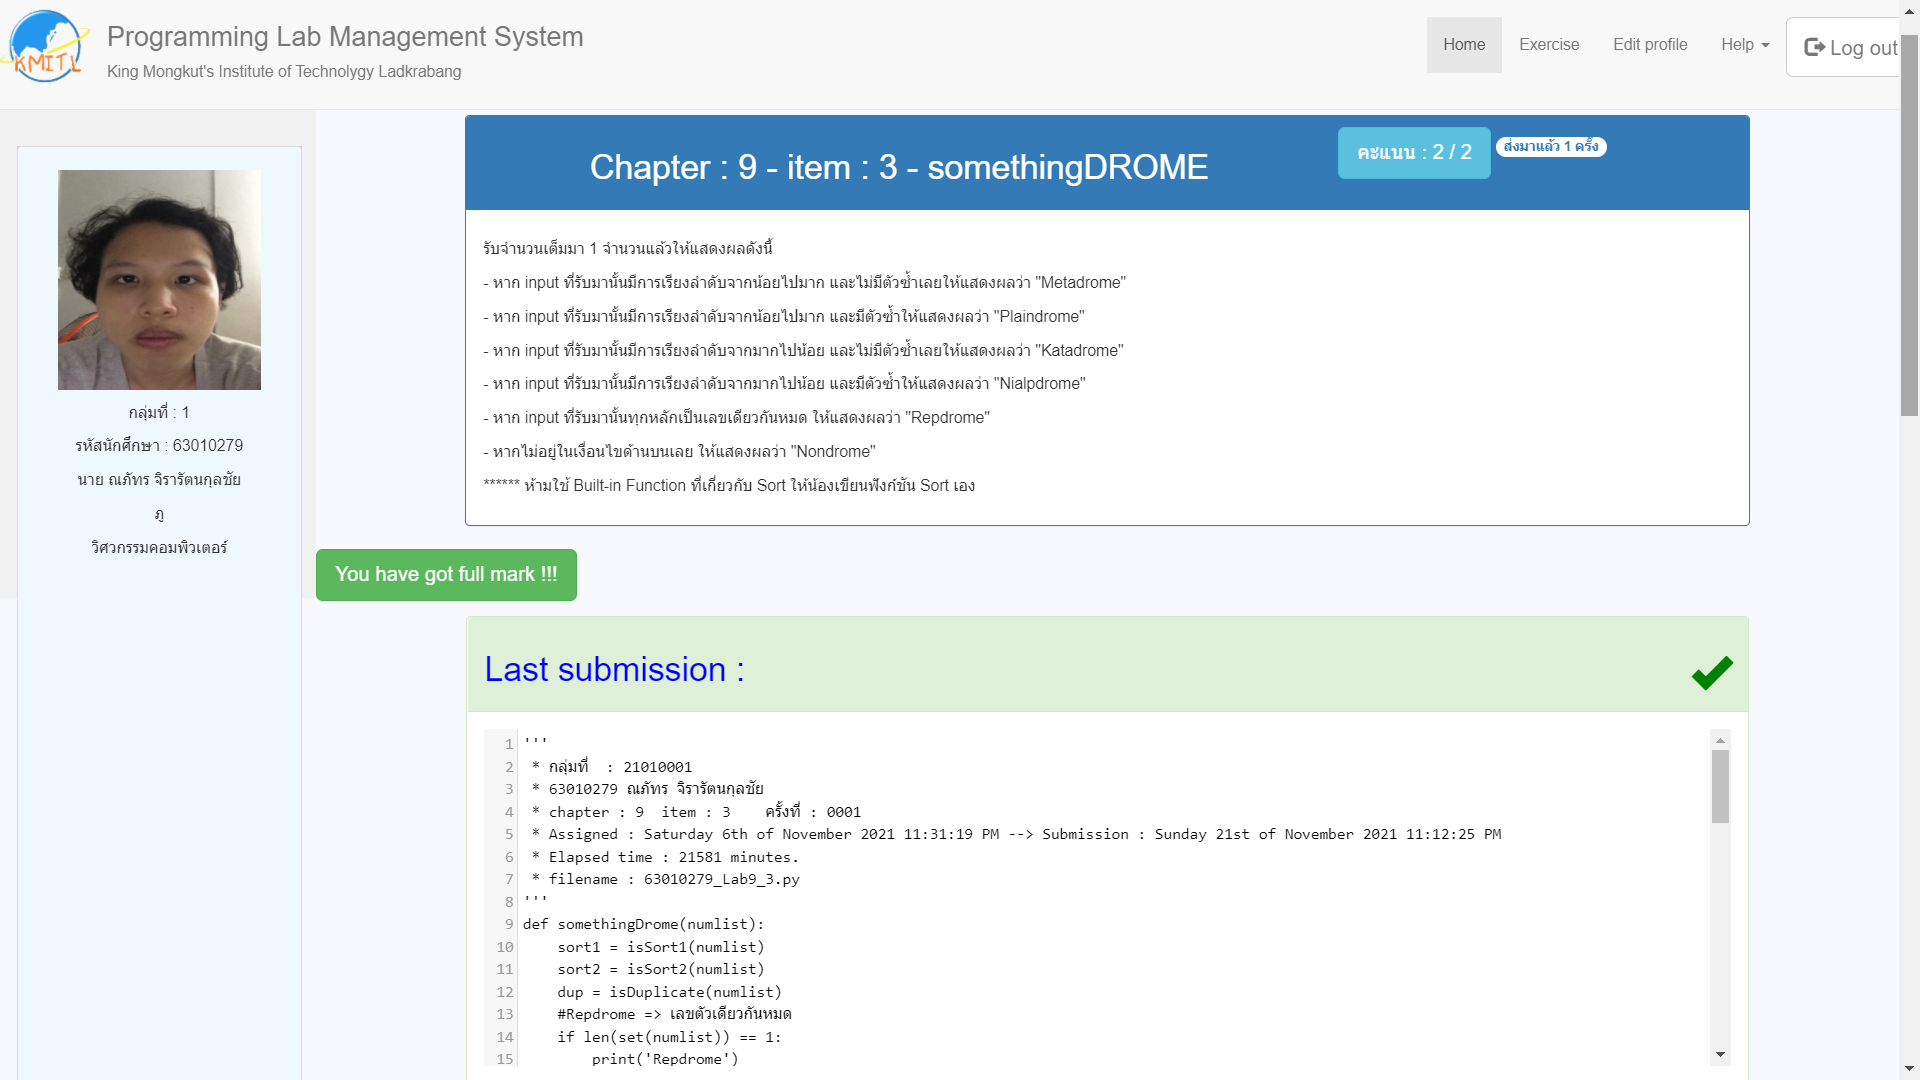 KMITL
Programming Lab Management System
King Mongkut's Institute of Technolygy Ladkrabang
Home
Exercise
Edit profile
Help
Log out
กลุ่มที่ : 1
รหัสนักศึกษา : 63010279
นาย ณภัทร จิรารัตนกุลชัย
ภู
วิศวกรรมคอมพิวเตอร์
Chapter : 9 - item : 3 - somethingDROME
คะแนน : 2 / 2
ส่งมาแล้ว 1 ครั้ง
รับจำนวนเต็มมา 1 จำนวนแล้วให้แสดงผลดังนี้
- หาก input ที่รับมานั้นมีการเรียงลำดับจากน้อยไปมาก และไม่มีตัวซ้ำเลยให้แสดงผลว่า "Metadrome"
- หาก input ที่รับมานั้นมีการเรียงลำดับจากน้อยไปมาก และมีตัวซ้ำให้แสดงผลว่า "Plaindrome"
- หาก input ที่รับมานั้นมีการเรียงลำดับจากมากไปน้อย และไม่มีตัวซ้ำเลยให้แสดงผลว่า "Katadrome"
- หาก input ที่รับมานั้นมีการเรียงลำดับจากมากไปน้อย และมีตัวซ้ำให้แสดงผลว่า "Nialpdrome"
- หาก input ที่รับมานั้นทุกหลักเป็นเลขเดียวกันหมด ให้แสดงผลว่า "Repdrome"
- หากไม่อยู่ในเงื่อนไขด้านบนเลย ให้แสดงผลว่า "Nondrome"
****** ห้ามใช้ Built-in Function ที่เกี่ยวกับ Sort ให้น้องเขียนฟังก์ชัน Sort เอง
You have got full mark !!!
Last submission :
1 '''
2  * กลุ่มที่  : 21010001
3  * 63010279 ณภัทร จิรารัตนกุลชัย
4  * chapter : 9  item : 3    ครั้งที่ : 0001
5  * Assigned : Saturday 6th of November 2021 11:31:19 PM --> Submission : Sunday 21st of November 2021 11:12:25 PM
6  * Elapsed time : 21581 minutes.
7  * filename : 63010279_Lab9_3.py
8 '''
9 def somethingDrome(numlist):
10     sort1 = isSort1(numlist)
11     sort2 = isSort2(numlist)
12     dup = isDuplicate(numlist)
13     #Repdrome => เลขตัวเดียวกันหมด
14     if len(set(numlist)) == 1:
15         print('Repdrome')